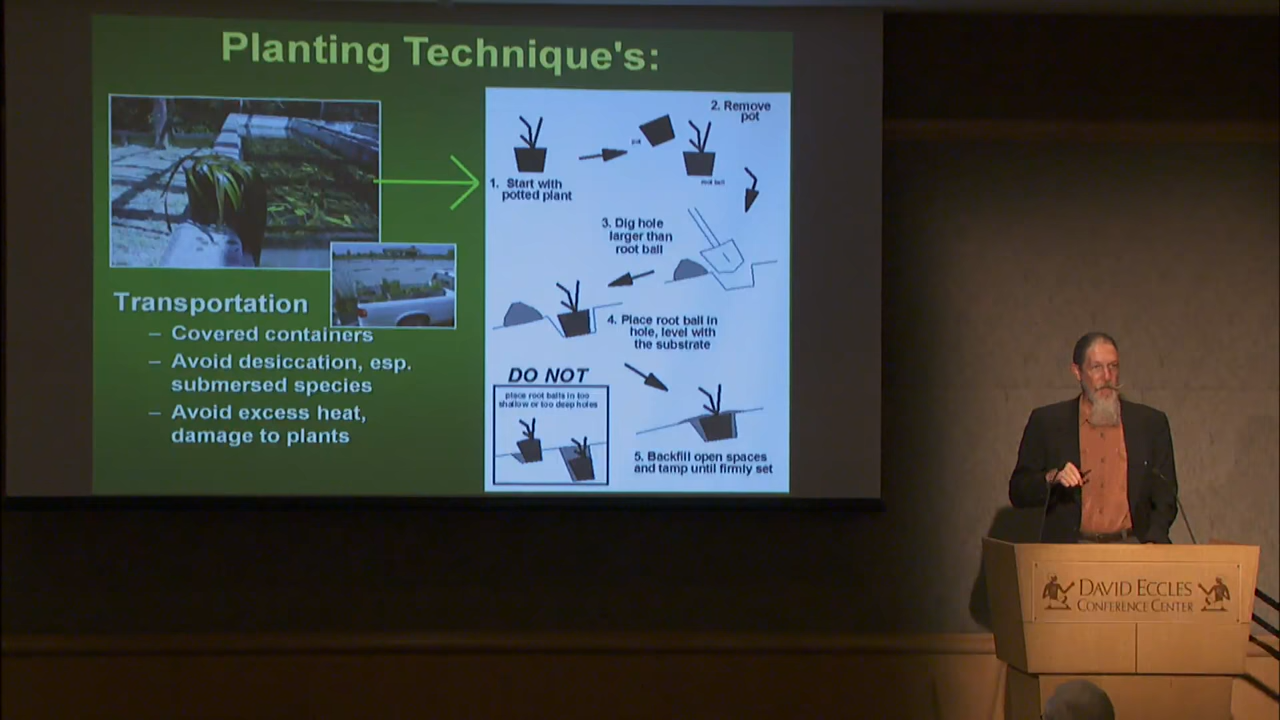 Planting Technique's:
Transportation
– Covered containers
– Avoid desiccation, esp.
submersed species
– Avoid excess heat,
damage to plants
1. Start with
potted plant
2. Remove
pot
pot
root ball
3. Dig hole
larger than
root ball
4. Place root ball in
hole, level with
the substrate
DO NOT
place root balls in too
shallow or too deep holes
5. Backfill open spaces
and tamp until firmly set
DAVID ECCLES
CONFERENCE CENTER